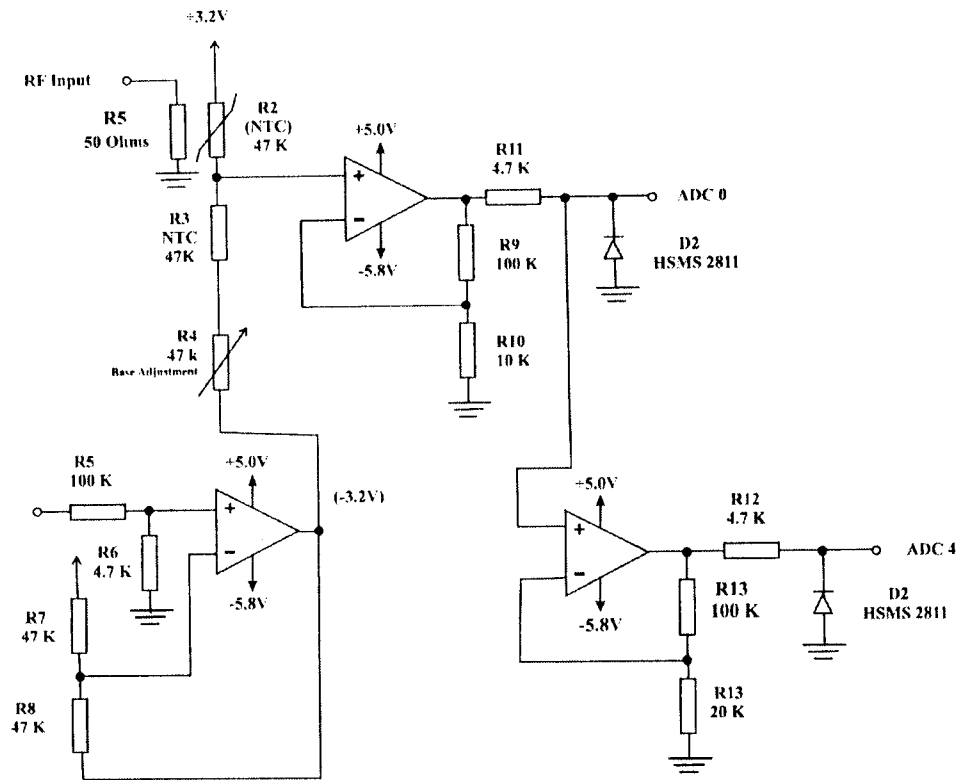 +3.2V
RF Input
R5
50 Ohms
R2
(NTC)
47 K
+5.0V
R11
4.7 K
ADC 0
+
−
R3
NTC
47K
R9
100 K
D2
HSMS 2811
-5.8V
R4
47 k
Base Adjustment
R10
10 K
R5
100 K
+5.0V
(-3.2V)
+
−
R6
4.7 K
-5.8V
R7
47 K
R8
47 K
+5.0V
R12
4.7 K
ADC 4
+
−
R13
100 K
D2
HSMS 2811
-5.8V
R13
20 K